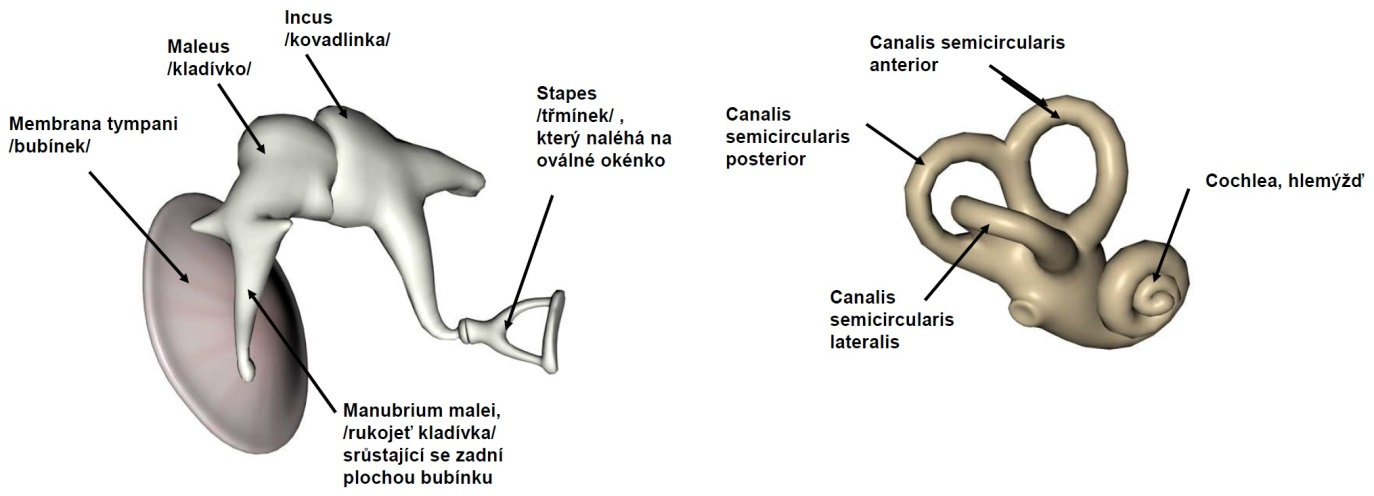 Incus
/kovadlinka/
Maleus
/kladívko/
Membrana tympani
/bubínek/
Stapes
/třmínek/ ,
který naléhá na
oválné okénko
Manubrium malei,
/rukojeť kladívka/
srůstající se zadní
plochou bubínku
Canalis semicircularis
anterior
Canalis
semicircularis
posterior
Cochlea, hlemýžď
Canalis
semicircularis
lateralis